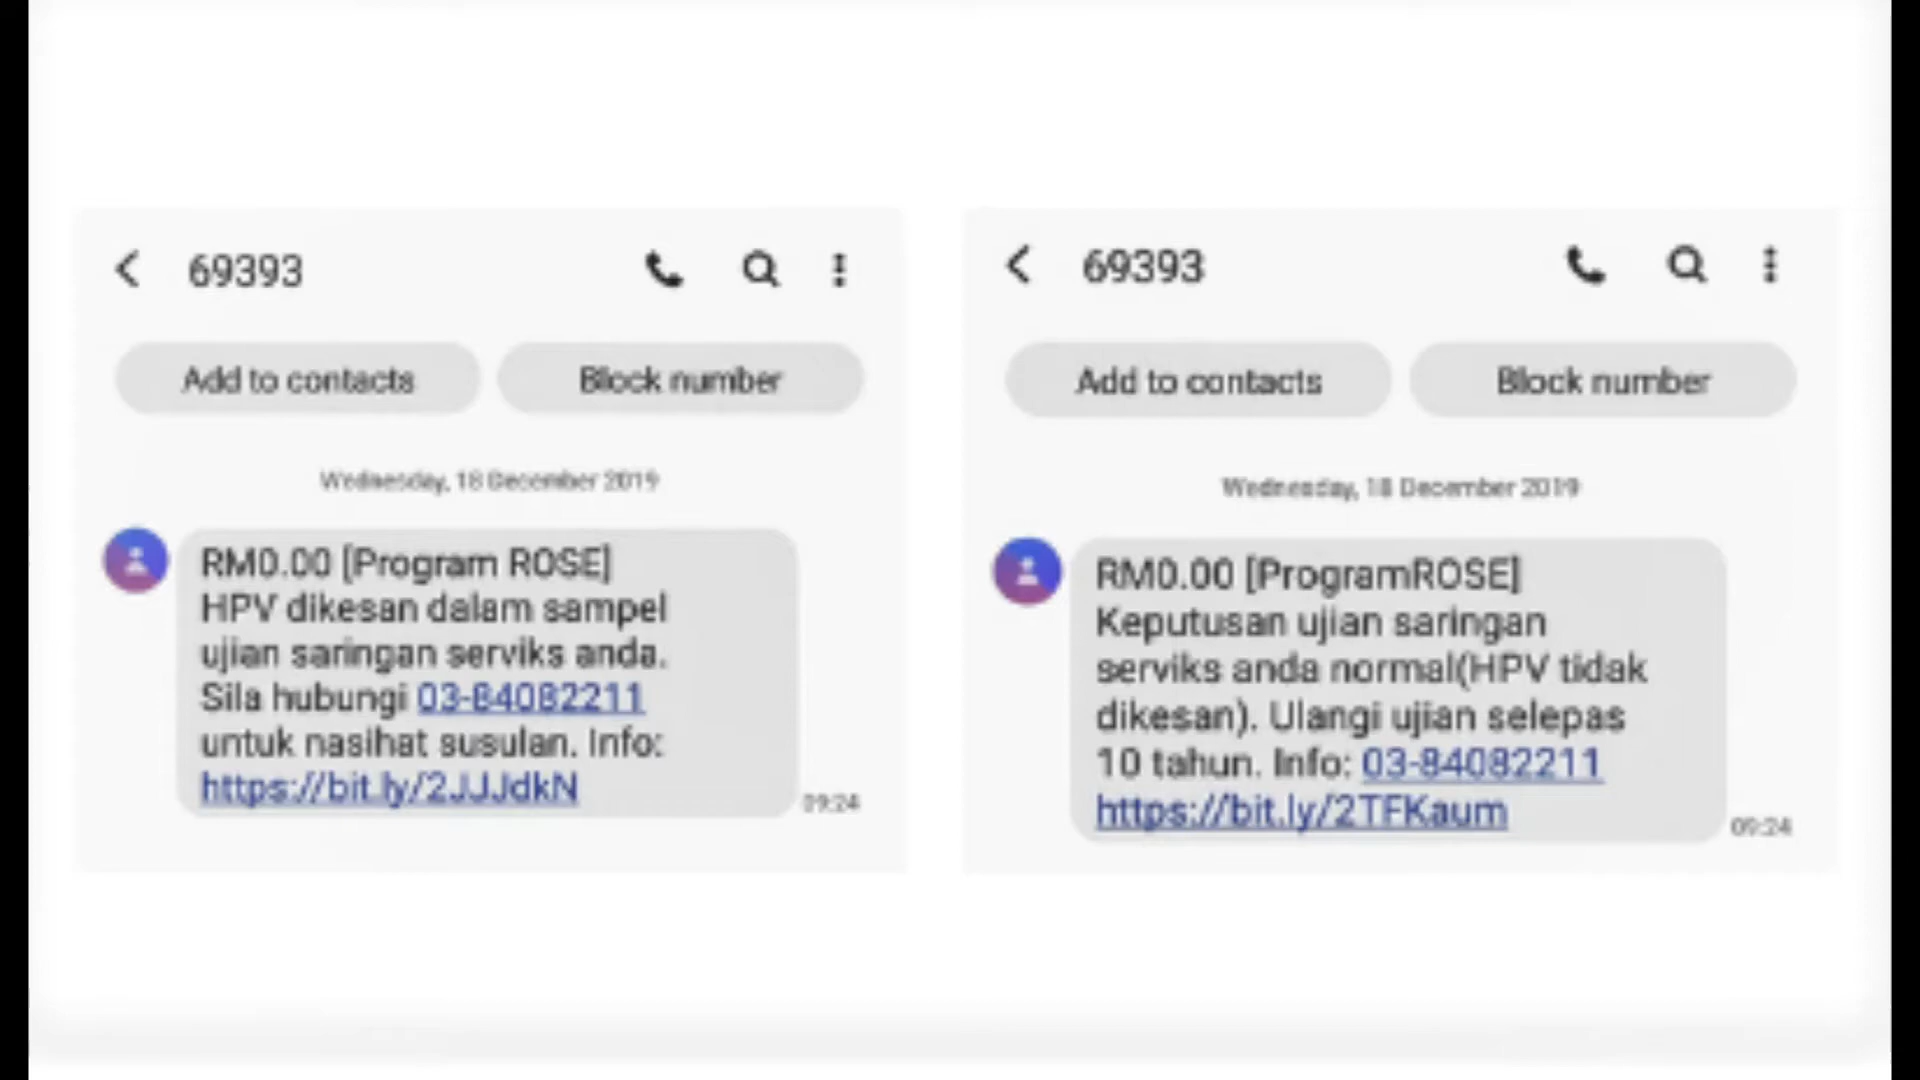 69393
Add to contacts
Block number
Wednesday, 18 December 2019
RM0.00 [Program ROSE]
HPV dikesan dalam sampel
ujian saringan serviks anda.
Sila hubungi 03-84082211
untuk nasihat susulan. Info:
https://bit.ly/2JJJdkN
09:24
69393
Add to contacts
Block number
Wednesday, 18 December 2019
RM0.00 [ProgramROSE]
Keputusan ujian saringan
serviks anda normal(HPV tidak
dikesan). Ulangi ujian selepas
10 tahun. Info: 03-84082211
https://bit.ly/2TFKaum
09:24